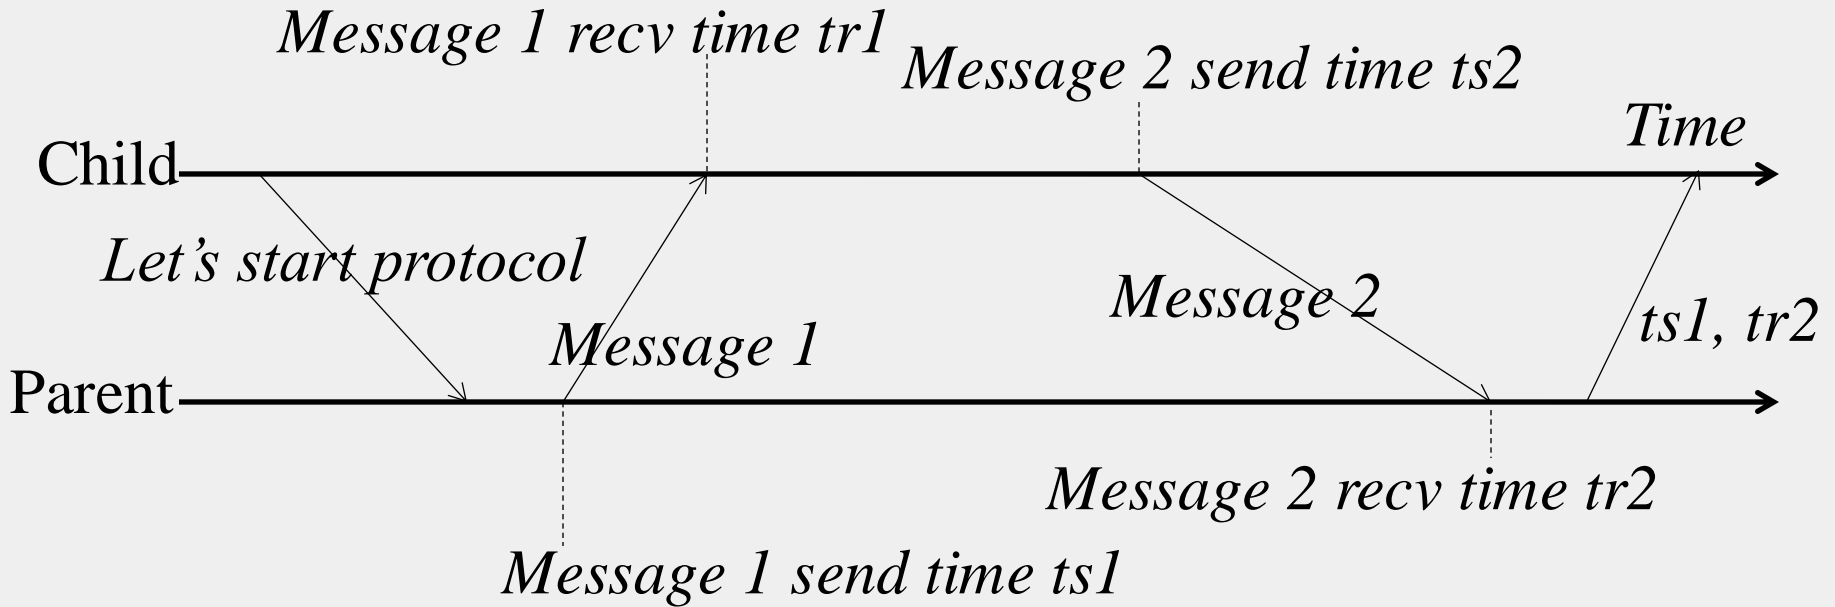 Message 1 recv time tr1
Message 2 send time ts2
Time
Child
Let’s start protocol
Message 1
Message 2
ts1, tr2
Parent
Message 2 recv time tr2
Message 1 send time ts1